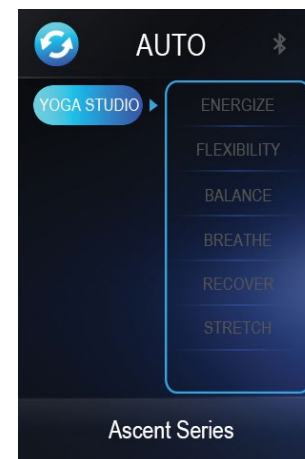 AUTO
YOGA STUDIO
ENERGIZE
FLEXIBILITY
BALANCE
BREATHE
RECOVER
STRETCH
Ascent Series